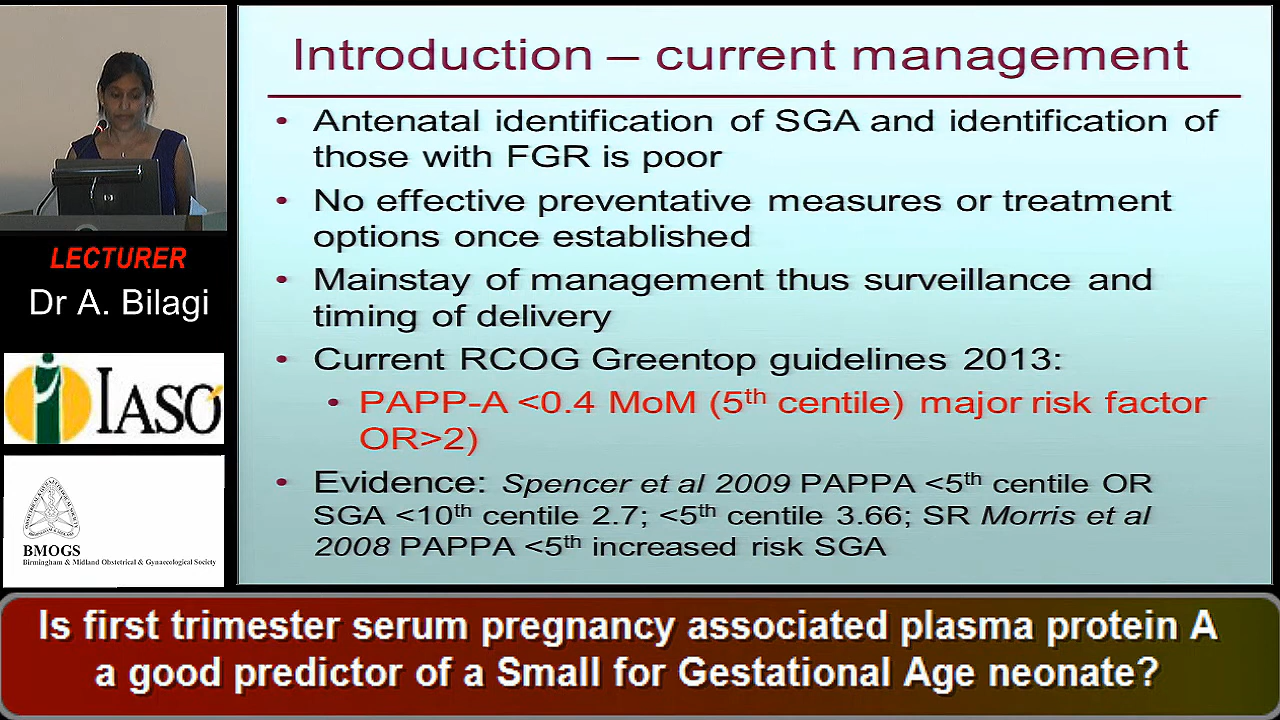 Introduction – current management
• Antenatal identification of SGA and identification of
those with FGR is poor
• No effective preventative measures or treatment
options once established
• Mainstay of management thus surveillance and
timing of delivery
• Current RCOG Greentop guidelines 2013:
• PAPP-A <0.4 MoM (5th centile) major risk factor
OR>2)
• Evidence: Spencer et al 2009 PAPPA <5th centile OR
SGA <10th centile 2.7; <5th centile 3.66; SR Morris et al
2008 PAPPA <5th increased risk SGA
LECTURER
Dr A. Bilagi
IASO
BMOGS
Birmingham & Midland Obstetrical & Gynaecological Society
Is first trimester serum pregnancy associated plasma protein A
a good predictor of a Small for Gestational Age neonate?